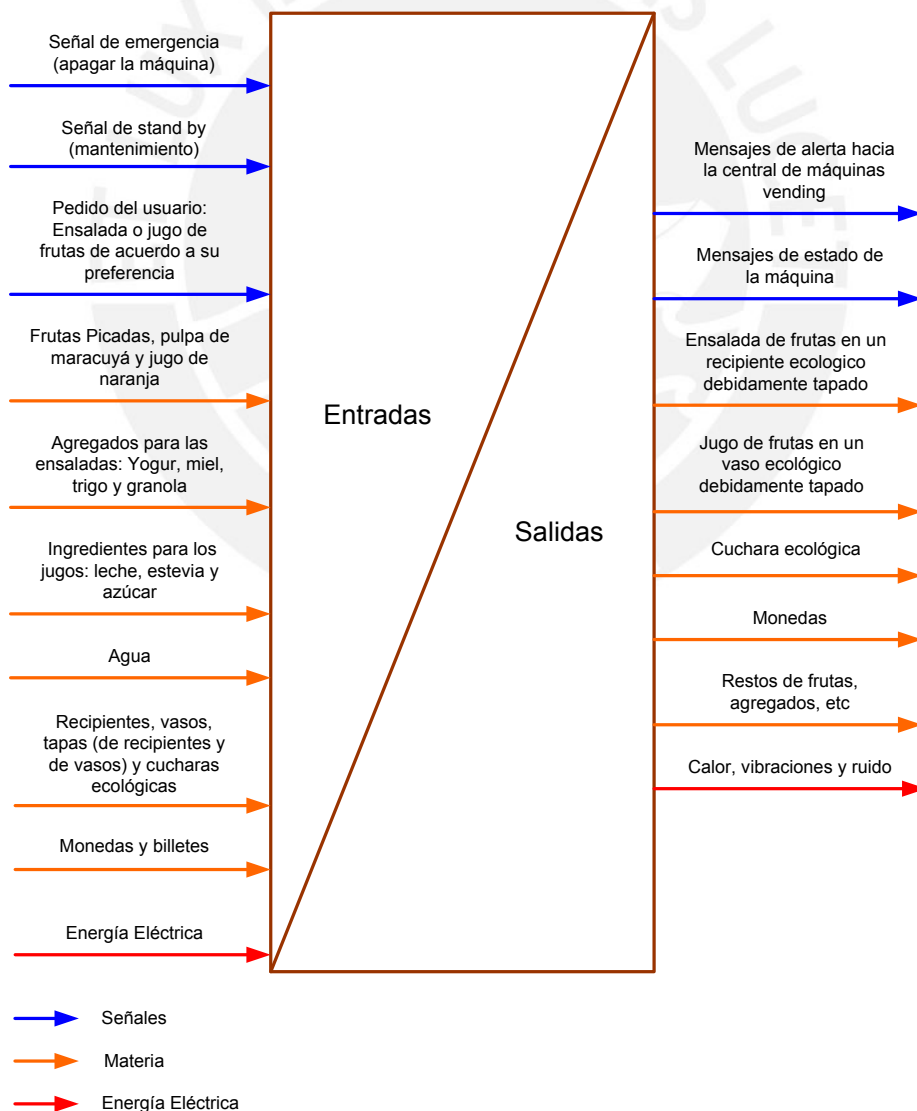 Señal de emergencia
(apagar la máquina)
Señal de stand by
(mantenimiento)
Pedido del usuario:
Ensalada o jugo de
frutas de acuerdo a su
preferencia
Frutas Picadas, pulpa de
maracuyá y jugo de
naranja
Agregados para las
ensaladas: Yogur, miel,
trigo y granola
Ingredientes para los
jugos: leche, estevia y
azúcar
Agua
Recipientes, vasos,
tapas (de recipientes y
de vasos) y cucharas
ecológicas
Monedas y billetes
Energía Eléctrica
Entradas
Salidas
Mensajes de alerta hacia
la central de máquinas
vending
Mensajes de estado de
la máquina
Ensalada de frutas en un
recipiente ecologico
debidamente tapado
Jugo de frutas en un
vaso ecológico
debidamente tapado
Cuchara ecológica
Monedas
Restos de frutas,
agregados, etc
Calor, vibraciones y ruido
Señales
Materia
Energía Eléctrica